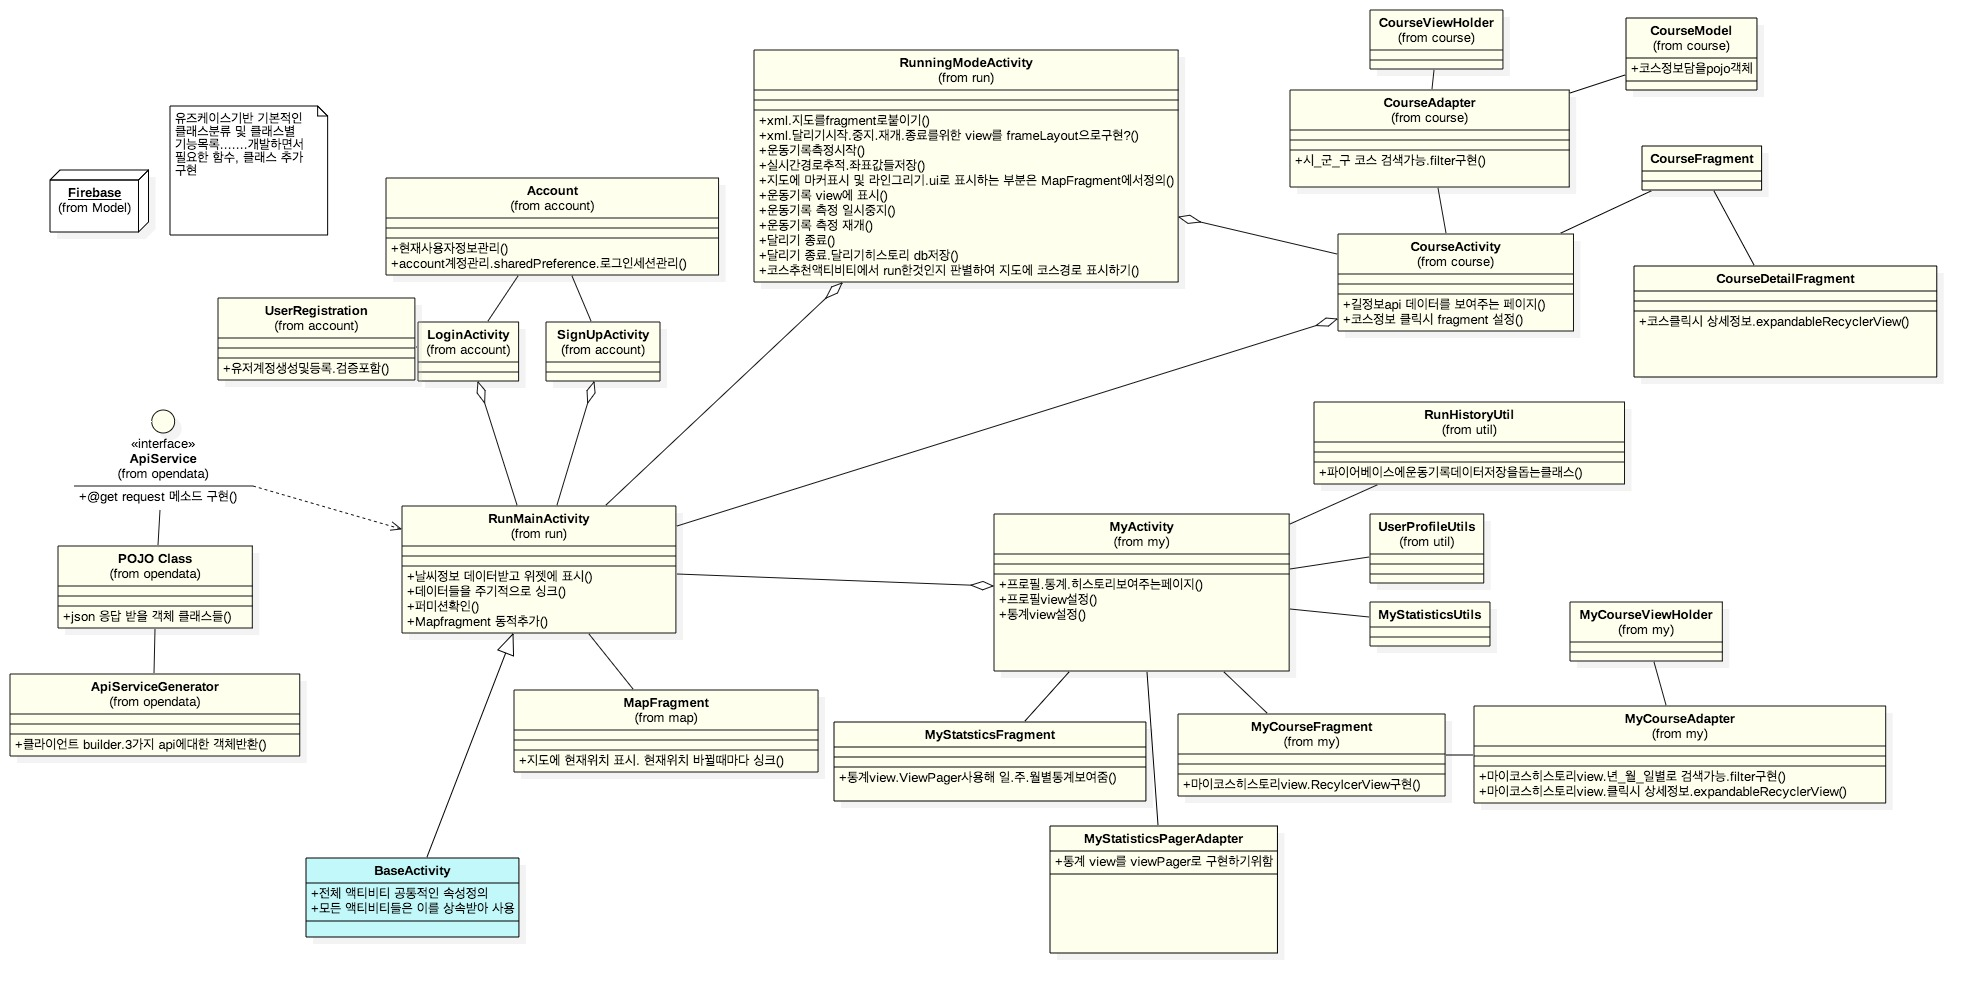 유즈케이스기반 기본적인
클래스분류 및 클래스별
기능목록.......개발하면서
필요한 함수, 클래스 추가
구현
Firebase
(from Model)
Account
(from account)
+현재사용자정보관리()
+account계정관리.sharedPreference.로그인세션관리()
UserRegistration
(from account)
+유저계정생성및등록.검증포함()
LoginActivity
(from account)
SignUpActivity
(from account)
RunningModeActivity
(from run)
+xml.지도를fragment로붙이기()
+xml.달리기시작.중지.재개.종료를위한 view를 frameLayout으로구현?()
+운동기록측정시작()
+실시간경로추적.좌표값들저장()
+지도에 마커표시 및 라인그리기.ui로 표시하는 부분은 MapFragment에서정의()
+운동기록 view에 표시()
+운동기록 측정 일시중지()
+운동기록 측정 재개()
+달리기 종료()
+달리기 종료.달리기히스토리 db저장()
+코스추천액티비티에서 run한것인지 판별하여 지도에 코스경로 표시하기()
CourseViewHolder
(from course)
CourseModel
(from course)
+코스정보담을pojo객체
CourseAdapter
(from course)
+시_군_구 코스 검색가능.filter구현()
CourseFragment
CourseActivity
(from course)
+길정보api 데이터를 보여주는 페이지()
+코스정보 클릭시 fragment 설정()
CourseDetailFragment
+코스클릭시 상세정보.expandableRecyclerView()
«interface»
ApiService
(from opendata)
+@get request 메소드 구현()
POJO Class
(from opendata)
+json 응답 받을 객체 클래스들()
ApiServiceGenerator
(from opendata)
+클라이언트 builder.3가지 api에대한 객체반환()
RunMainActivity
(from run)
+날씨정보 데이터받고 위젯에 표시()
+데이터들을 주기적으로 싱크()
+퍼미션확인()
+Mapfragment 동적추가()
MapFragment
(from map)
+지도에 현재위치 표시. 현재위치 바뀔때마다 싱크()
BaseActivity
+전체 액티비티 공통적인 속성정의
+모든 액티비티들은 이를 상속받아 사용
RunHistoryUtil
(from util)
+파이어베이스에운동기록데이터저장을돕는클래스()
MyActivity
(from my)
+프로필.통계.히스토리보여주는페이지()
+프로필view설정()
+통계view설정()
UserProfileUtils
(from util)
MyStatisticsUtils
MyCourseViewHolder
(from my)
MyStatsticsFragment
+통계view.ViewPager사용해 일.주.월별통계보여줌()
MyCourseFragment
(from my)
+마이코스히스토리view.RecylcerView구현()
MyCourseAdapter
(from my)
+마이코스히스토리view.년_월_일별로 검색가능.filter구현()
+마이코스히스토리view.클릭시 상세정보.expandableRecyclerView()
MyStatisticsPagerAdapter
+통계 view를 viewPager로 구현하기위함